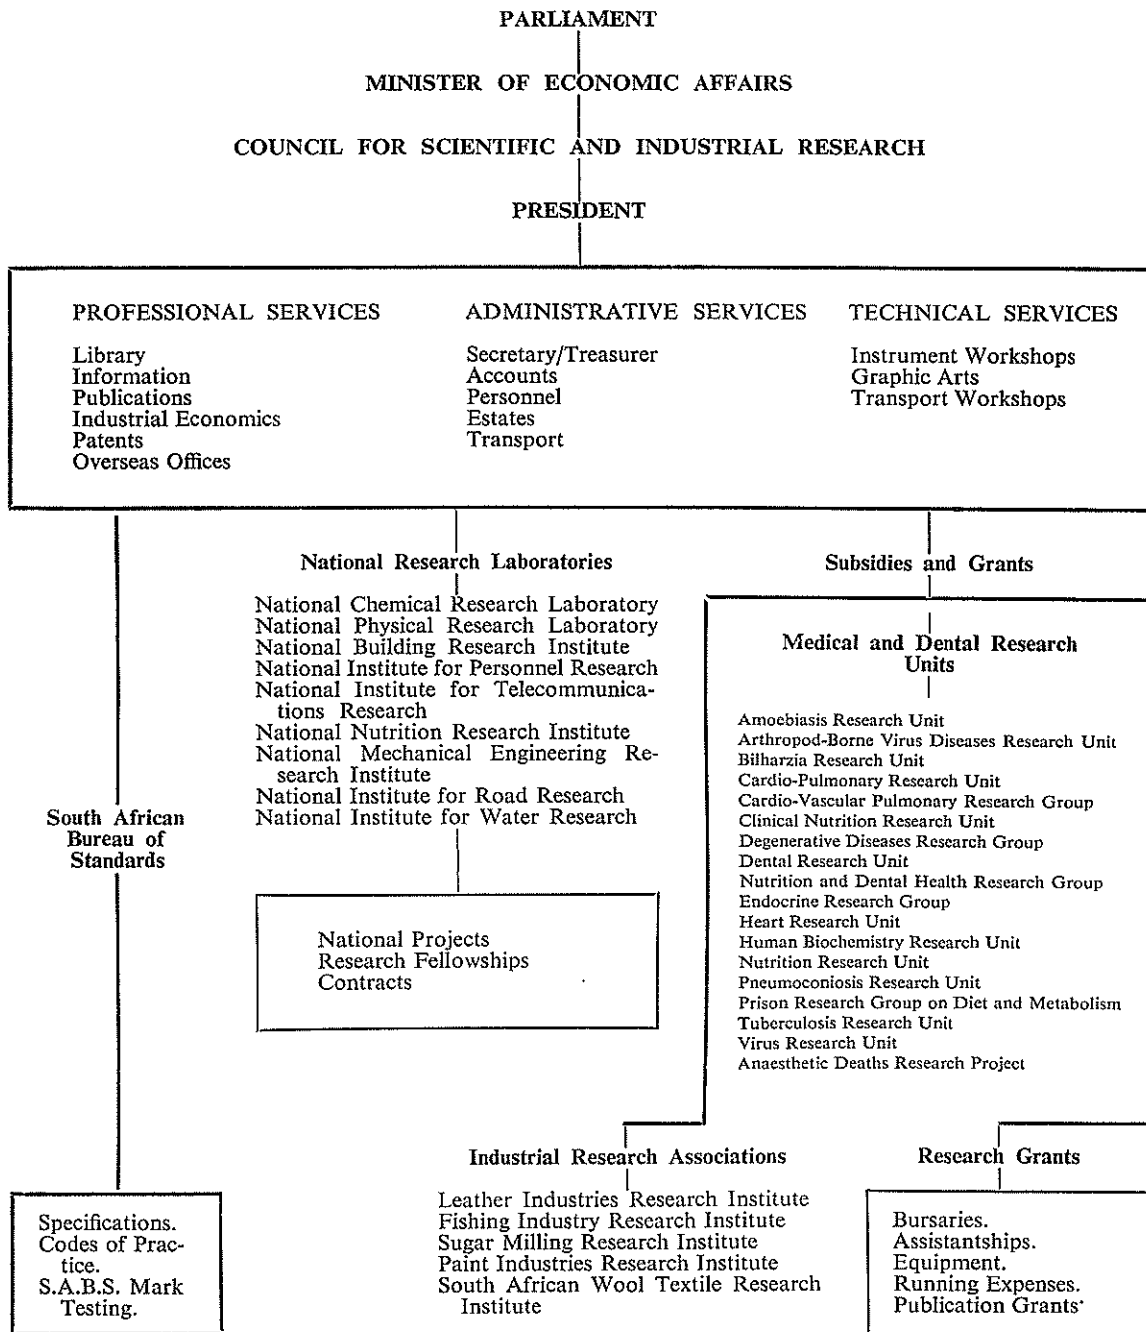 PARLIAMENT
MINISTER OF ECONOMIC AFFAIRS
COUNCIL FOR SCIENTIFIC AND INDUSTRIAL RESEARCH
PRESIDENT
PROFESSIONAL SERVICES
Library
Information
Publications
Industrial Economics
Patents
Overseas Offices
ADMINISTRATIVE SERVICES
Secretary/Treasurer
Accounts
Personnel
Estates
Transport
TECHNICAL SERVICES
Instrument Workshops
Graphic Arts
Transport Workshops
South African
Bureau of
Standards
Specifications.
Codes of Prac-
tice.
S.A.B.S. Mark
Testing.
National Research Laboratories
National Chemical Research Laboratory
National Physical Research Laboratory
National Building Research Institute
National Institute for Personnel Research
National Institute for Telecommunica-
tions Research
National Nutrition Research Institute
National Mechanical Engineering Re-
search Institute
National Institute for Road Research
National Institute for Water Research
National Projects
Research Fellowships
Contracts
Subsidies and Grants
Medical and Dental Research
Units
Amoebiasis Research Unit
Arthropod-Borne Virus Diseases Research Unit
Bilharzia Research Unit
Cardio-Pulmonary Research Unit
Cardio-Vascular Pulmonary Research Group
Clinical Nutrition Research Unit
Degenerative Diseases Research Group
Dental Research Unit
Nutrition and Dental Health Research Group
Endocrine Research Group
Heart Research Unit
Human Biochemistry Research Unit
Nutrition Research Unit
Pneumoconiosis Research Unit
Prison Research Group on Diet and Metabolism
Tuberculosis Research Unit
Virus Research Unit
Anaesthetic Deaths Research Project
Industrial Research Associations
Leather Industries Research Institute
Fishing Industry Research Institute
Sugar Milling Research Institute
Paint Industries Research Institute
South African Wool Textile Research
Institute
Research Grants
Bursaries.
Assistantships.
Equipment.
Running Expenses.
Publication Grants·